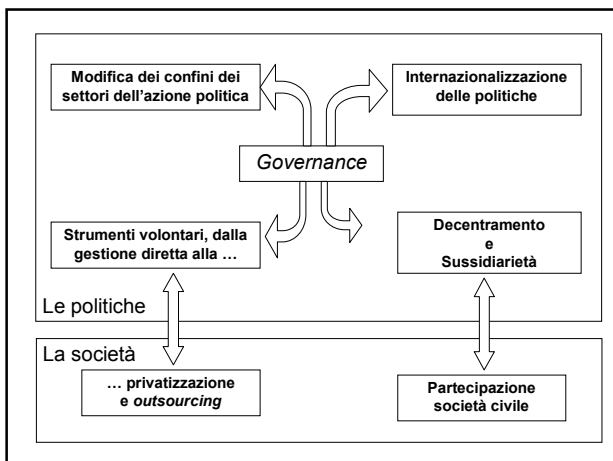 Modifica dei confini dei
settori dell'azione politica
Internazionalizzazione
delle politiche
Governance
Strumenti volontari, dalla
gestione diretta alla …
Decentramento
e
Sussidiarietà
Le politiche
La società
… privatizzazione
e outsourcing
Partecipazione
società civile